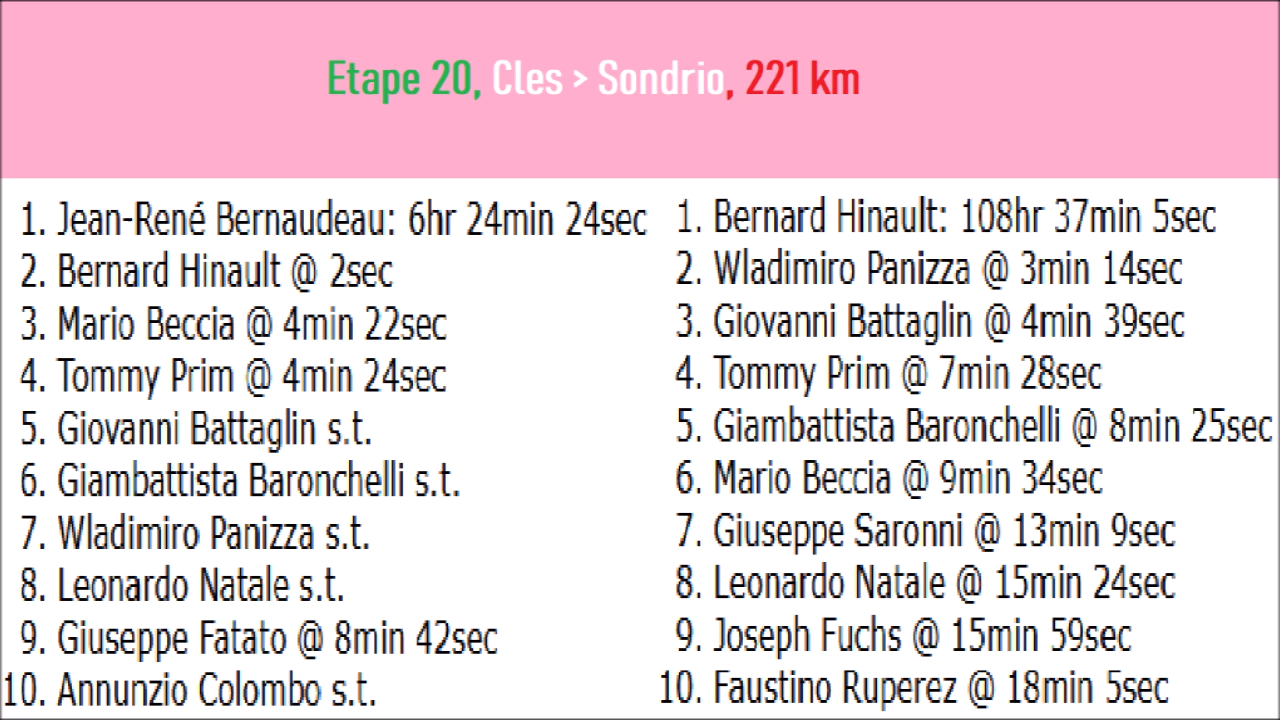 Etape 20, Cles > Sondrio, 221 km
1. Jean-René Bernaudeau: 6hr 24min 24sec
2. Bernard Hinault @ 2sec
3. Mario Beccia @ 4min 22sec
4. Tommy Prim @ 4min 24sec
5. Giovanni Battaglin s.t.
6. Giambattista Baronchelli s.t.
7. Wladimiro Panizza s.t.
8. Leonardo Natale s.t.
9. Giuseppe Fatato @ 8min 42sec
10. Annunzio Colombo s.t.
1. Bernard Hinault: 108hr 37min 5sec
2. Wladimiro Panizza @ 3min 14sec
3. Giovanni Battaglin @ 4min 39sec
4. Tommy Prim @ 7min 28sec
5. Giambattista Baronchelli @ 8min 25sec
6. Mario Beccia @ 9min 34sec
7. Giuseppe Saronni @ 13min 9sec
8. Leonardo Natale @ 15min 24sec
9. Joseph Fuchs @ 15min 59sec
10. Faustino Ruperez @ 18min 5sec